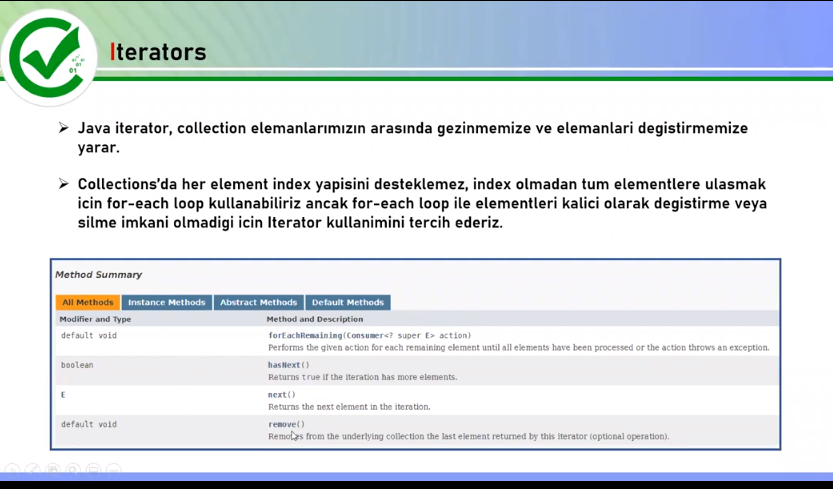 Iterators
Java iterator, collection elemanlarımızın arasında gezinmemize ve elemanlari degistirmemize
yarar.
Collections'da her element index yapisini desteklemez, index olmadan tum elementlere ulasmak
icin for-each loop kullanabiliriz ancak for-each loop ile elementleri kalici olarak degistirme veya
silme imkani olmadigi icin Iterator kullanimini tercih ederiz.
Method Summary
All Methods Instance Methods Abstract Methods Default Methods
Modifier and Type Method and Description
default void forEachRemaining(Consumer<? super E> action)
Performs the given action for each remaining element until all elements have been processed or the action throws an exception.
boolean hasNext()
Returns true if the iteration has more elements.
E next()
Returns the next element in the iteration.
default void remove()
Removes from the underlying collection the last element returned by this iterator (optional operation).